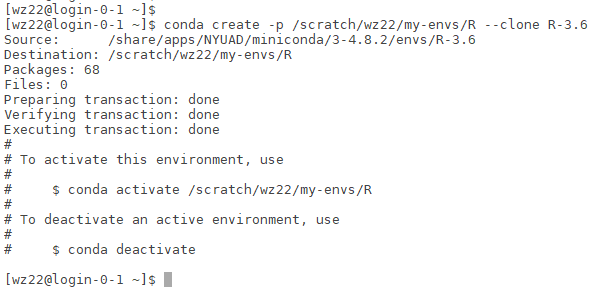 [wz22@login-0-1 ~]$
[wz22@login-0-1 ~]$ conda create -p /scratch/wz22/my-envs/R --clone R-3.6
Source:      /share/apps/NYUAD/miniconda/3-4.8.2/envs/R-3.6
Destination: /scratch/wz22/my-envs/R
Packages: 68
Files: 0
Preparing transaction: done
Verifying transaction: done
Executing transaction: done
#
# To activate this environment, use
#
#     $ conda activate /scratch/wz22/my-envs/R
#
# To deactivate an active environment, use
#
#     $ conda deactivate

[wz22@login-0-1 ~]$